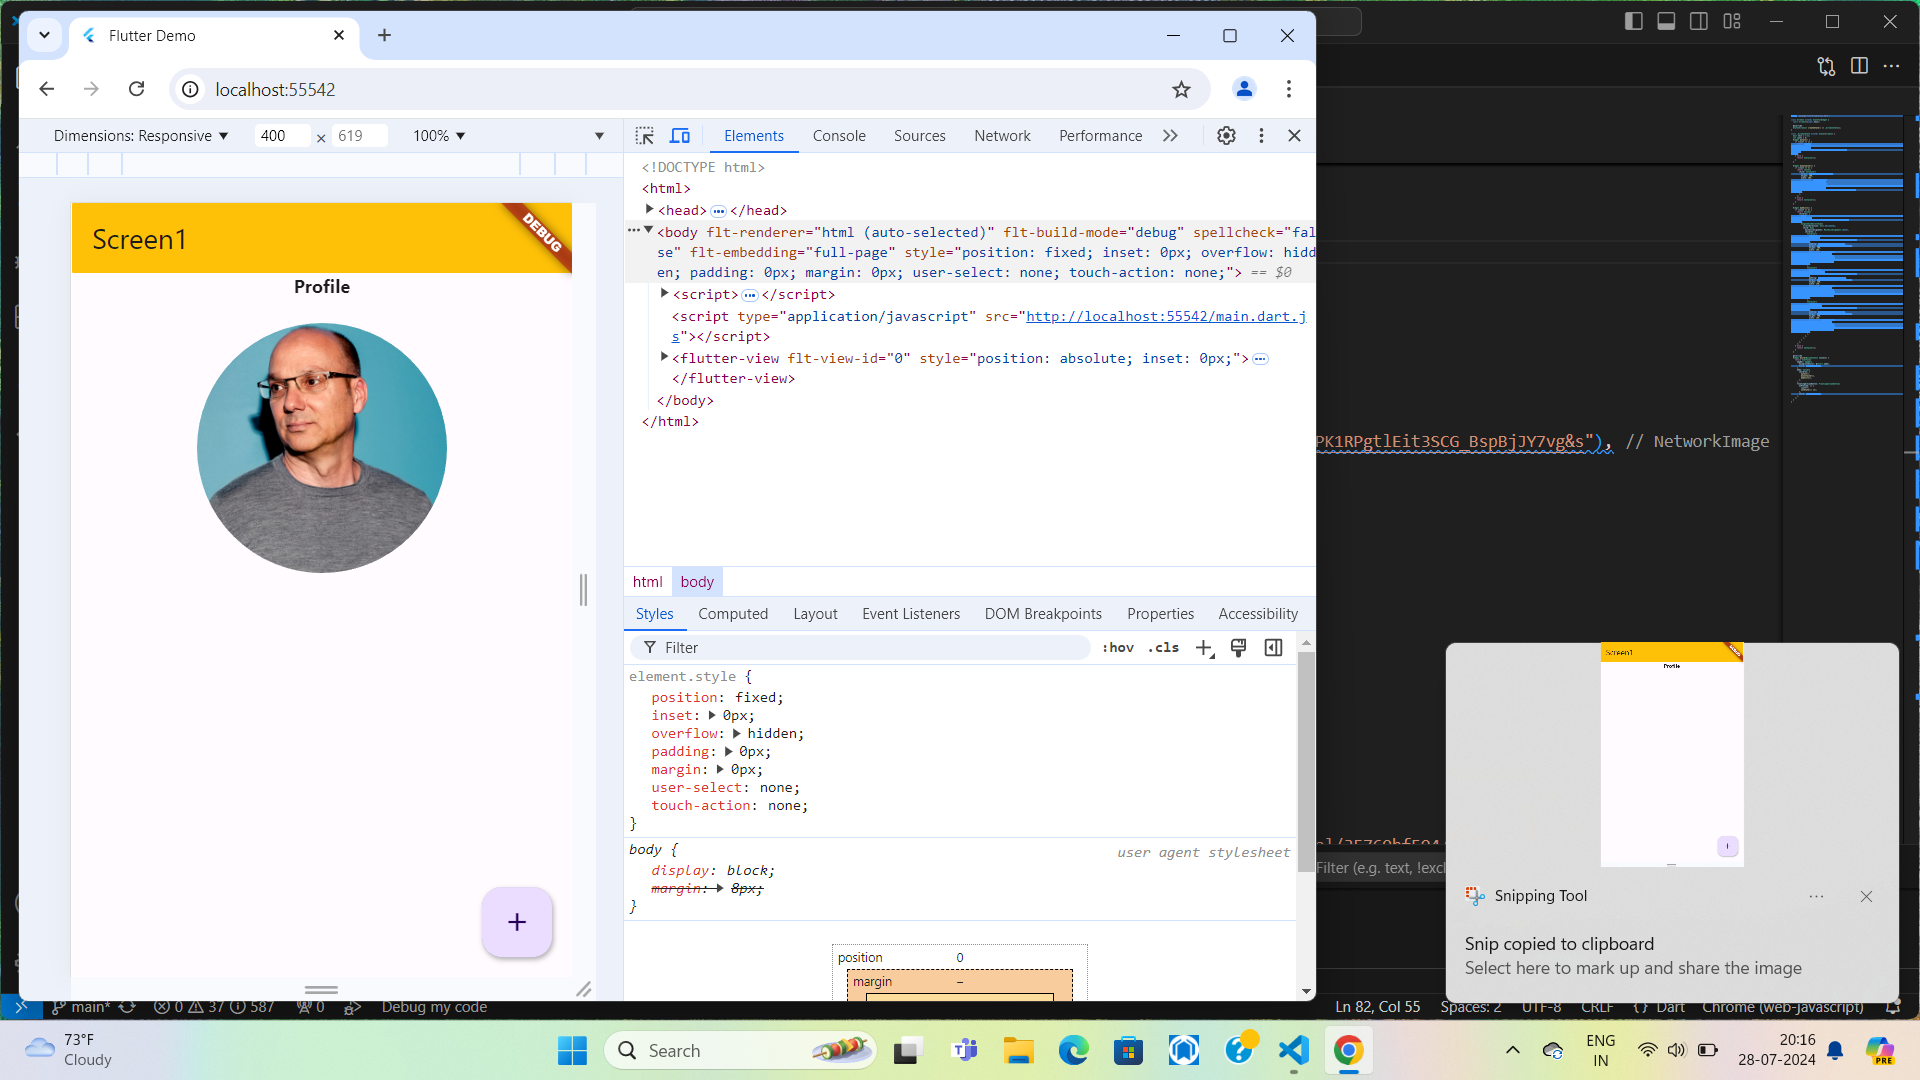 Flutter Demo
localhost:55542
Dimensions: Responsive
400 × 619
100%
Elements
Console
Sources
Network
Performance
Screen1
DEBUG
Profile
<!DOCTYPE html>
<html>
<head> </head>
<body flt-renderer="html (auto-selected)" flt-build-mode="debug" spellcheck="fal
se" flt-embedding="full-page" style="position: fixed; inset: 0px; overflow: hidd
en; padding: 0px; margin: 0px; user-select: none; touch-action: none;"> == $0
<script> </script>
<script type="application/javascript" src="http://localhost:55542/main.dart.j
s"></script>
<flutter-view flt-view-id="0" style="position: absolute; inset: 0px;">
</flutter-view>
</body>
</html>
PK1RPgtlEit3SCG_BspBjJY7vg&s"), // NetworkImage
html
body
Styles
Computed
Layout
Event Listeners
DOM Breakpoints
Properties
Accessibility
Filter
:hov
.cls
element.style {
position: fixed;
inset: 0px;
overflow: hidden;
padding: 0px;
margin: 0px;
user-select: none;
touch-action: none;
}
body {
user agent stylesheet
display: block;
margin: 8px;
}
position 0
margin –
Filter (e.g. text, !excl
Screen1
Profile
Snipping Tool
Snip copied to clipboard
Select here to mark up and share the image
main*
0 37 587
0
Debug my code
Ln 82, Col 55
Spaces: 2
UTF-8
CRLF
{ } Dart
Chrome (web-javascript)
73°F
Cloudy
Search
PRE
ENG
IN
20:16
28-07-2024